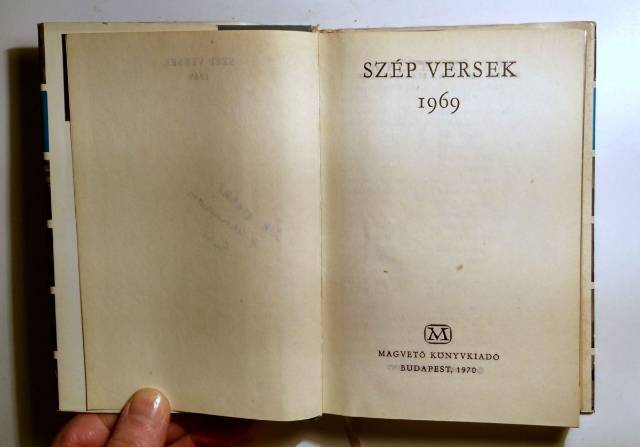 SZÉP VERSEK
1969
M
MAGVETŐ KÖNYVKIADÓ
BUDAPEST, 1970